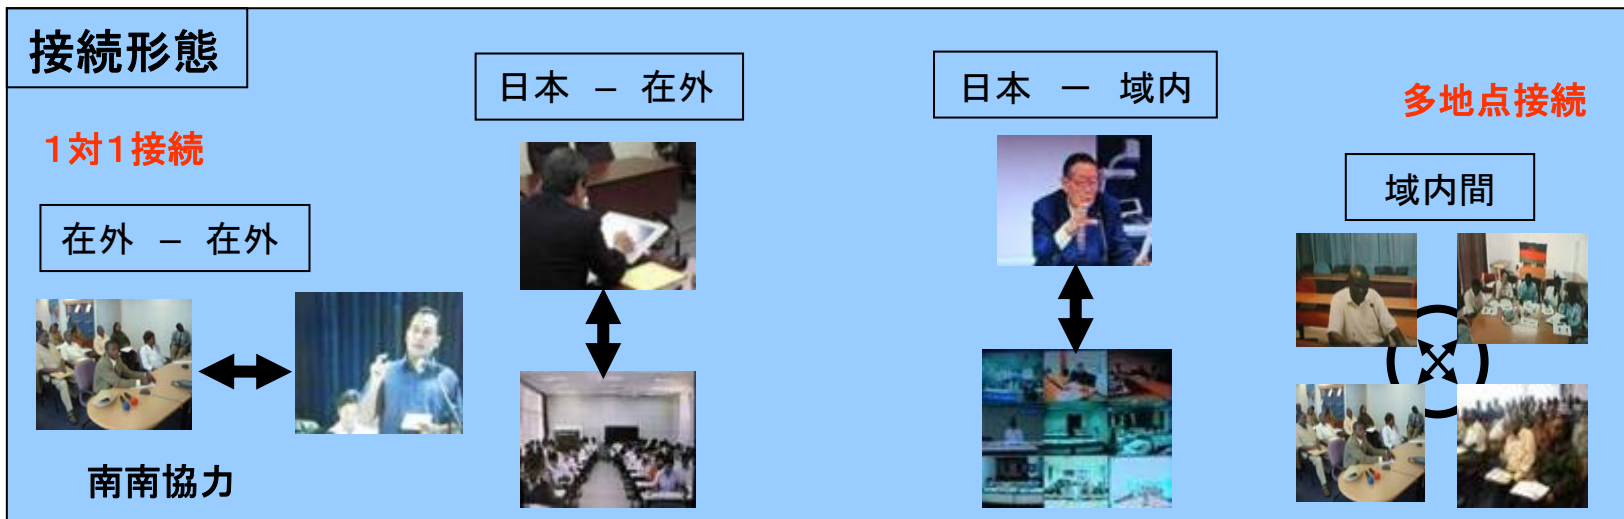 接続形態
1対1接続
在外 － 在外
南南協力
日本 － 在外
日本 － 域内
多地点接続
域内間